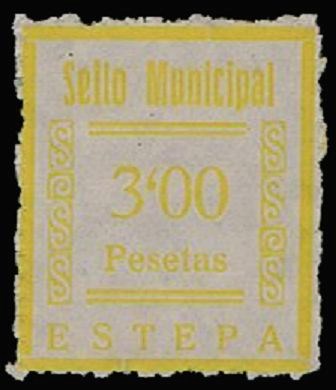 Sello Municipal
3'00
Pesetas
ESTEPA